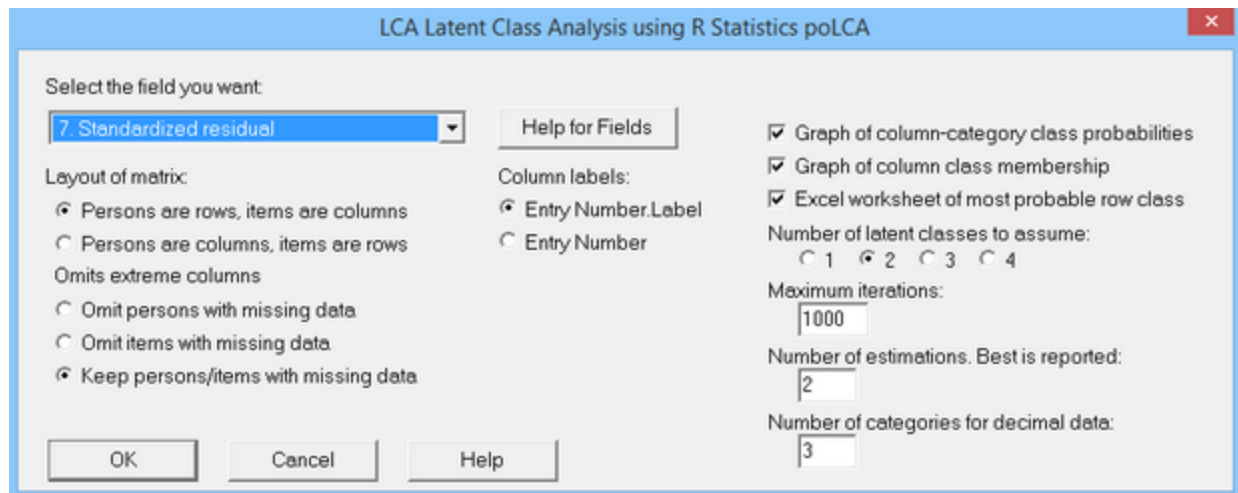 LCA Latent Class Analysis using R Statistics poLCA
Select the field you want:
7. Standardized residual
Help for Fields
Layout of matrix:
Persons are rows, items are columns
Persons are columns, items are rows
Omits extreme columns
Omit persons with missing data
Omit items with missing data
Keep persons/items with missing data
Column labels:
Entry Number.Label
Entry Number
Graph of column-category class probabilities
Graph of column class membership
Excel worksheet of most probable row class
Number of latent classes to assume:
1 2 3 4
Maximum iterations:
1000
Number of estimations. Best is reported:
2
Number of categories for decimal data:
3
OK Cancel Help